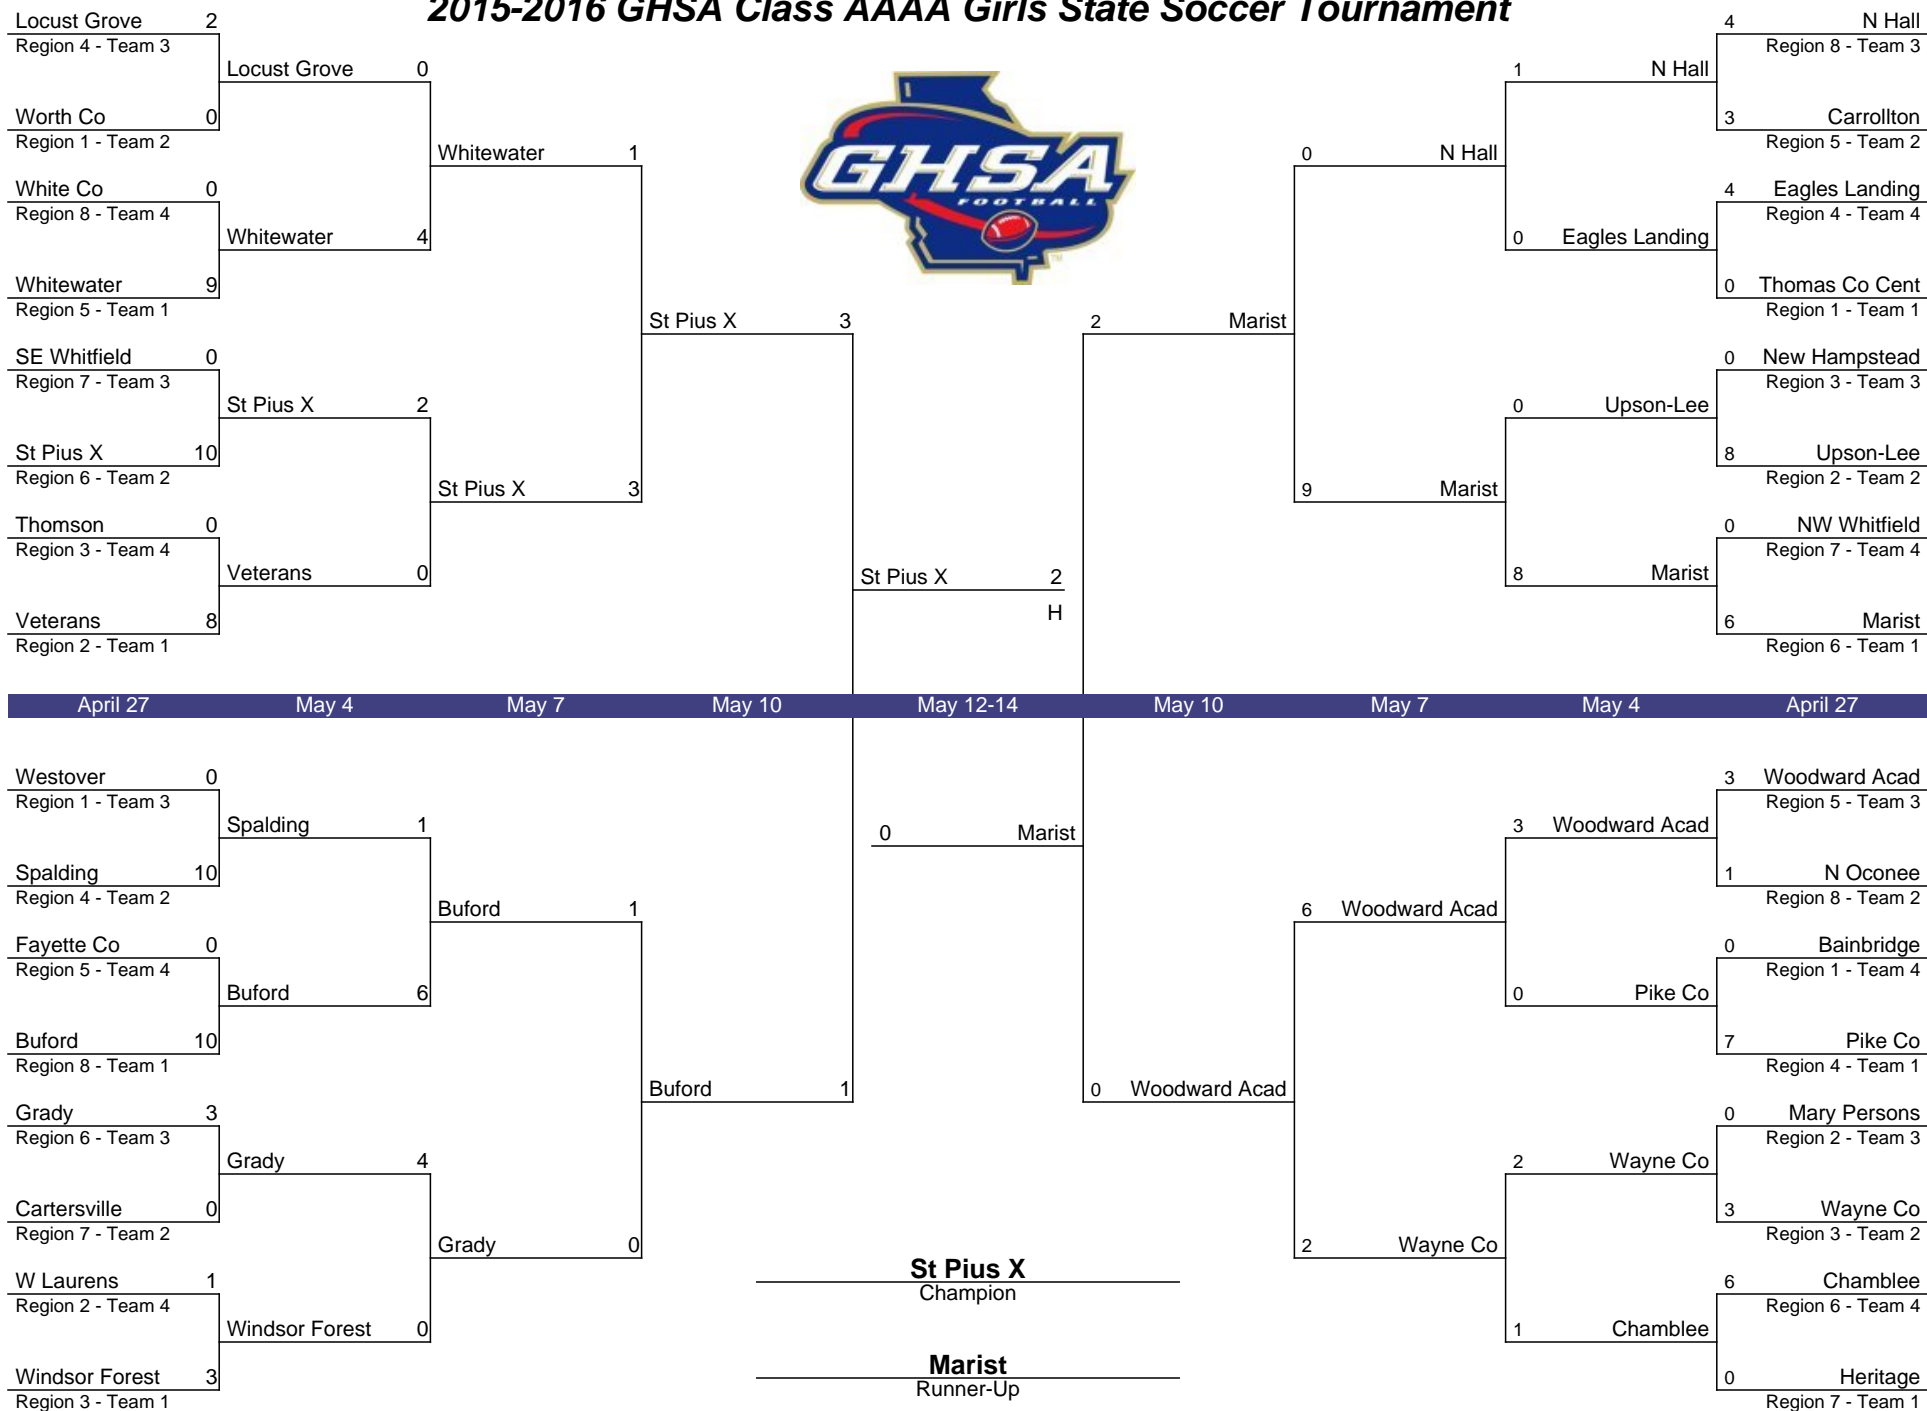 2015-2016 GHSA Class AAAA Girls State Soccer Tournament
Locust Grove 2
Region 4 - Team 3
Worth Co 0
Region 1 - Team 2
White Co 0
Region 8 - Team 4
Whitewater 9
Region 5 - Team 1
SE Whitfield 0
Region 7 - Team 3
St Pius X 10
Region 6 - Team 2
Thomson 0
Region 3 - Team 4
Veterans 8
Region 2 - Team 1
Locust Grove 0
Whitewater 4
St Pius X 2
Veterans 0
Whitewater 1
St Pius X 3
St Pius X 3
GHSA
FOOTBALL
TM
St Pius X 2
H
2 Marist
0 N Hall
9 Marist
1 N Hall
0 Eagles Landing
0 Upson-Lee
8 Marist
4 N Hall
Region 8 - Team 3
3 Carrollton
Region 5 - Team 2
4 Eagles Landing
Region 4 - Team 4
0 Thomas Co Cent
Region 1 - Team 1
0 New Hampstead
Region 3 - Team 3
8 Upson-Lee
Region 2 - Team 2
0 NW Whitfield
Region 7 - Team 4
6 Marist
Region 6 - Team 1
April 27 May 4 May 7 May 10 May 12-14 May 10 May 7 May 4 April 27
Westover 0
Region 1 - Team 3
Spalding 10
Region 4 - Team 2
Fayette Co 0
Region 5 - Team 4
Buford 10
Region 8 - Team 1
Grady 3
Region 6 - Team 3
Cartersville 0
Region 7 - Team 2
W Laurens 1
Region 2 - Team 4
Windsor Forest 3
Region 3 - Team 1
Spalding 1
Buford 6
Grady 4
Windsor Forest 0
Buford 1
Grady 0
Buford 1
0 Marist
St Pius X
Champion
Marist
Runner-Up
0 Woodward Acad
6 Woodward Acad
2 Wayne Co
3 Woodward Acad
0 Pike Co
2 Wayne Co
1 Chamblee
3 Woodward Acad
Region 5 - Team 3
1 N Oconee
Region 8 - Team 2
0 Bainbridge
Region 1 - Team 4
7 Pike Co
Region 4 - Team 1
0 Mary Persons
Region 2 - Team 3
3 Wayne Co
Region 3 - Team 2
6 Chamblee
Region 6 - Team 4
0 Heritage
Region 7 - Team 1